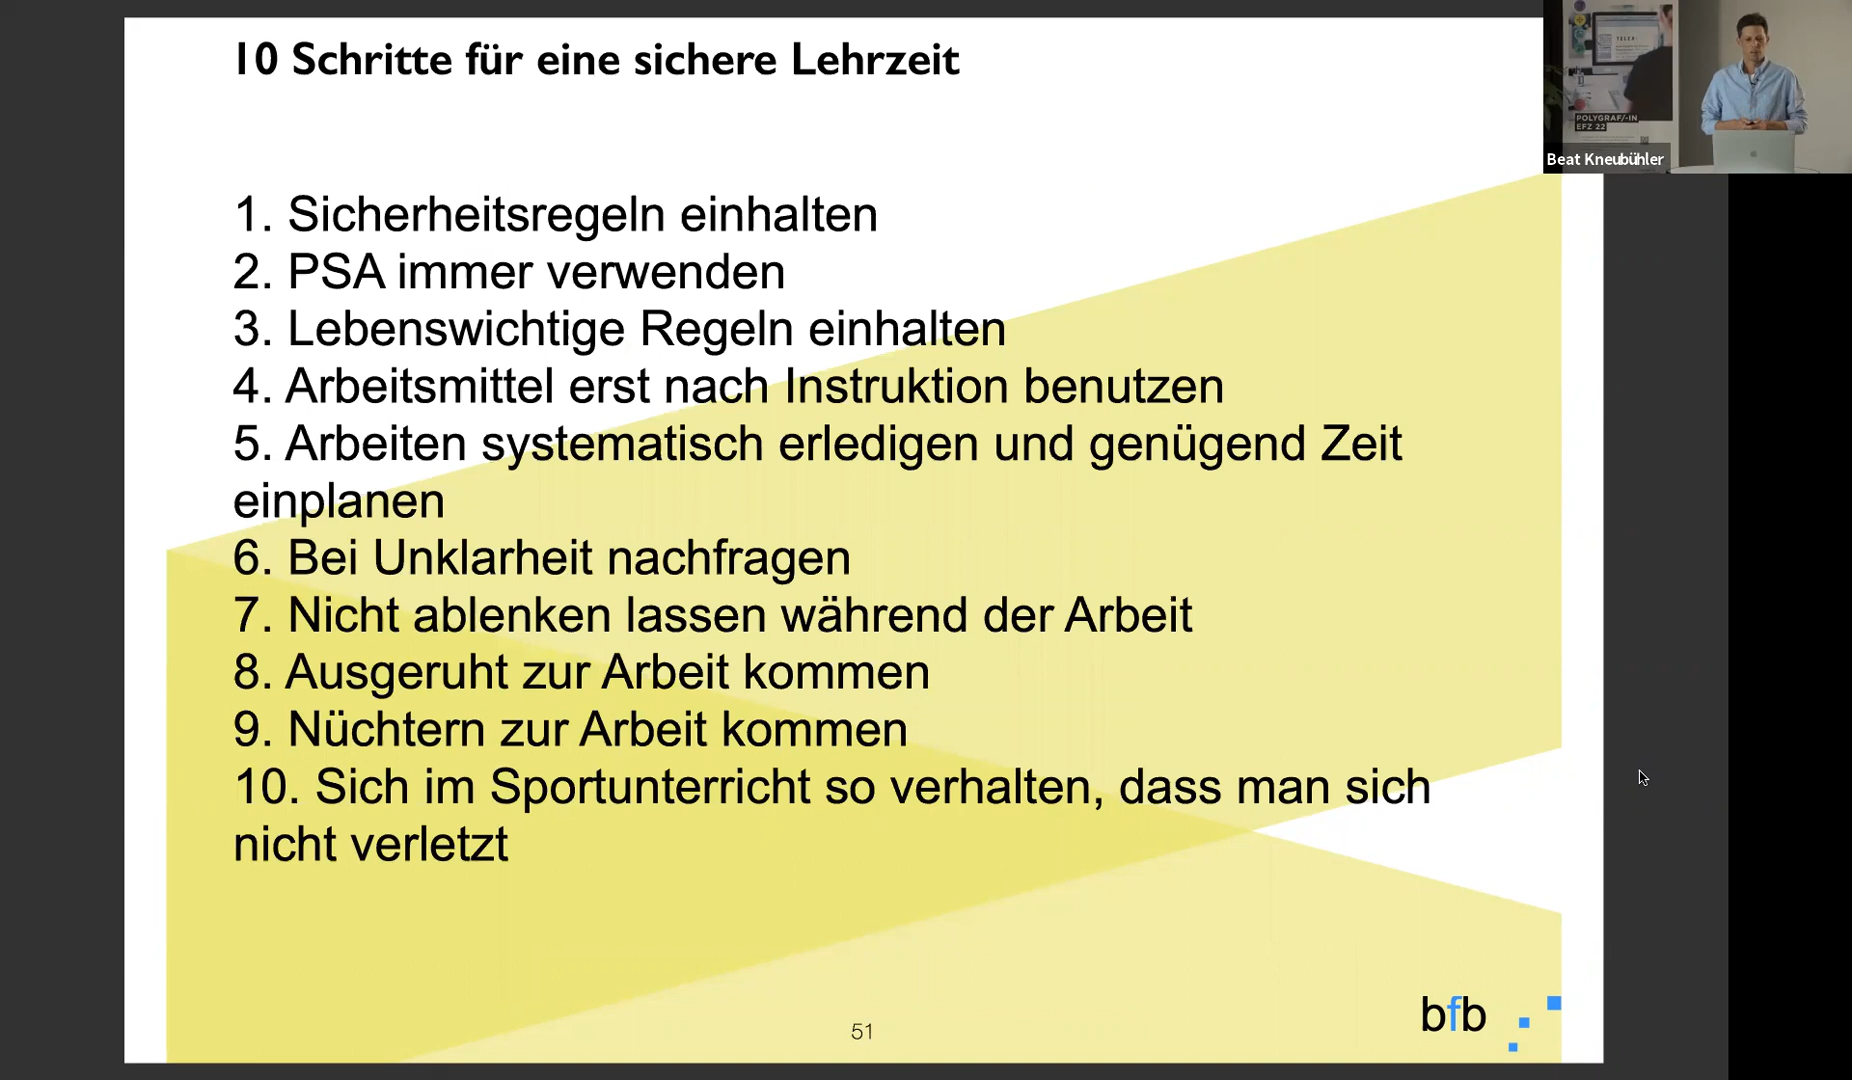 10 Schritte für eine sichere Lehrzeit
1. Sicherheitsregeln einhalten
2. PSA immer verwenden
3. Lebenswichtige Regeln einhalten
4. Arbeitsmittel erst nach Instruktion benutzen
5. Arbeiten systematisch erledigen und genügend Zeit
einplanen
6. Bei Unklarheit nachfragen
7. Nicht ablenken lassen während der Arbeit
8. Ausgeruht zur Arbeit kommen
9. Nüchtern zur Arbeit kommen
10. Sich im Sportunterricht so verhalten, dass man sich
nicht verletzt
51
bfb
POLYGRAF/-IN
EFZ 22
Beat Kneubühler